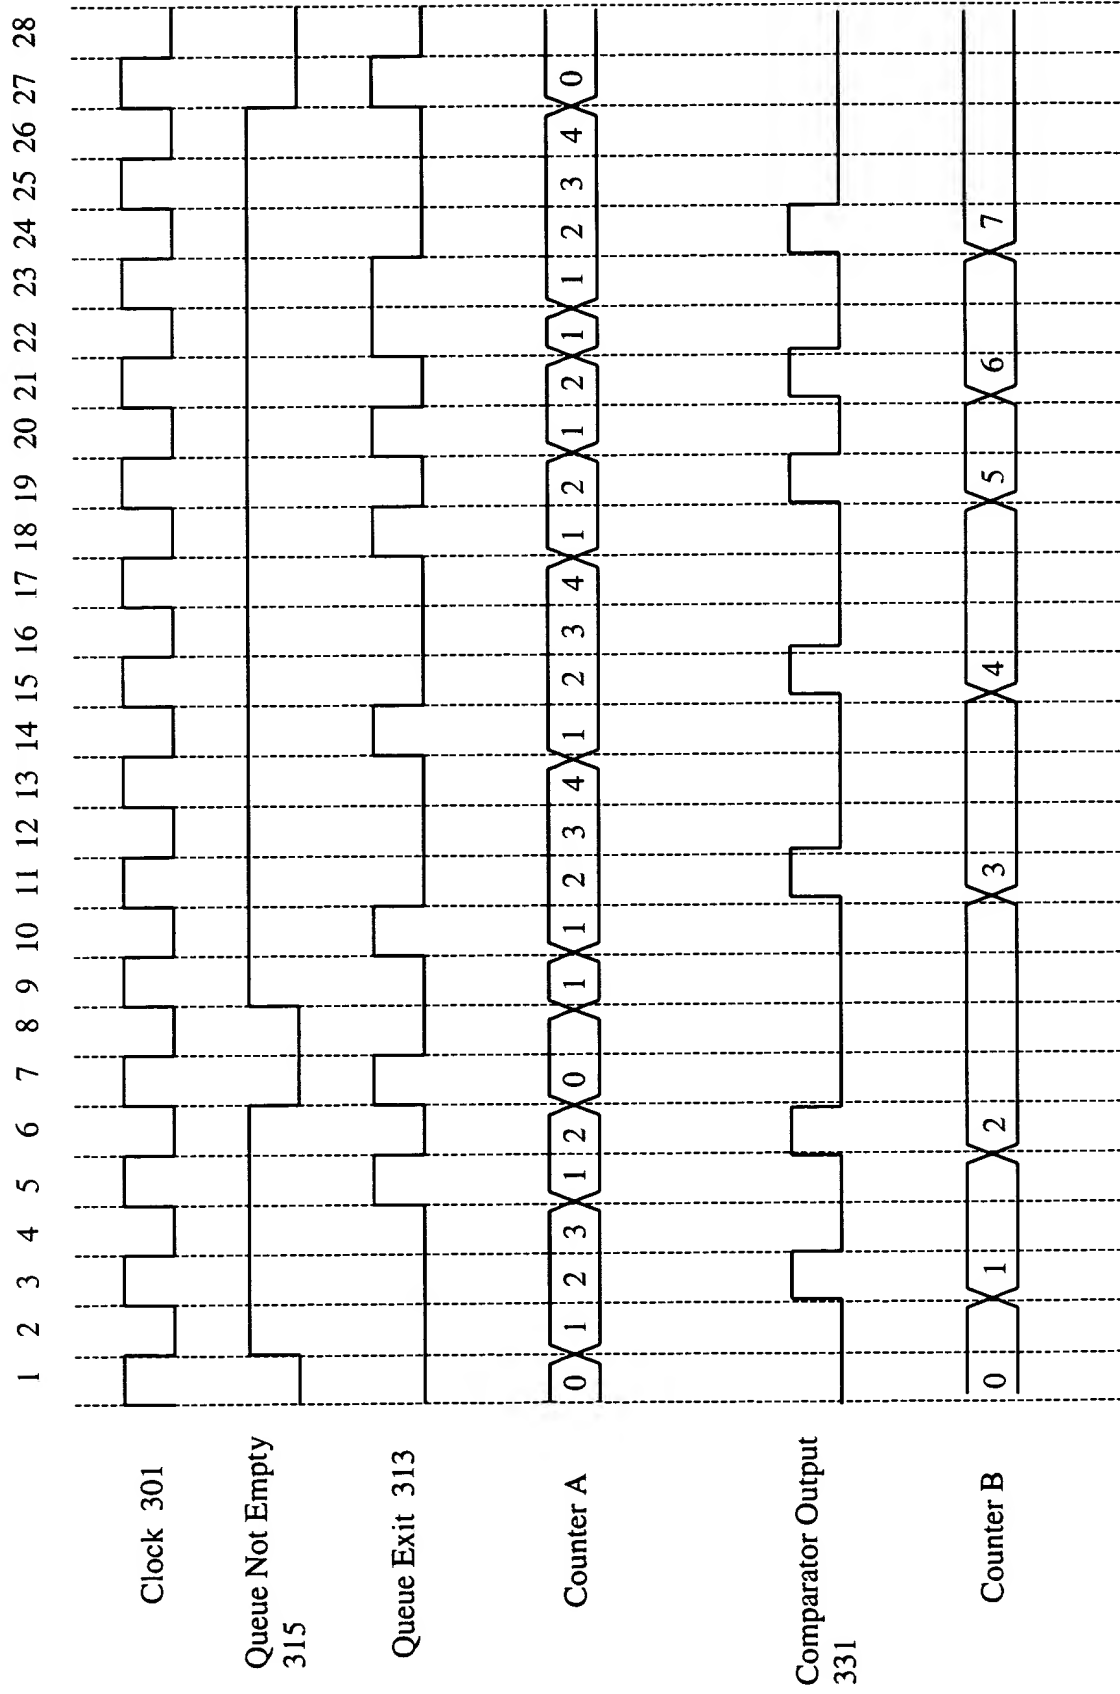 1 2 3 4 5 6 7 8 9 10 11 12 13 14 15 16 17 18 19 20 21 22 23 24 25 26 27 28
Clock 301
Queue Not Empty
315
Queue Exit 313
Counter A
0 1 2 3 1 2 0 1 1 2 3 4 1 2 3 4 1 2 1 2 1 1 2 3 4 0
Comparator Output
331
Counter B
0 1 2 3 4 5 6 7